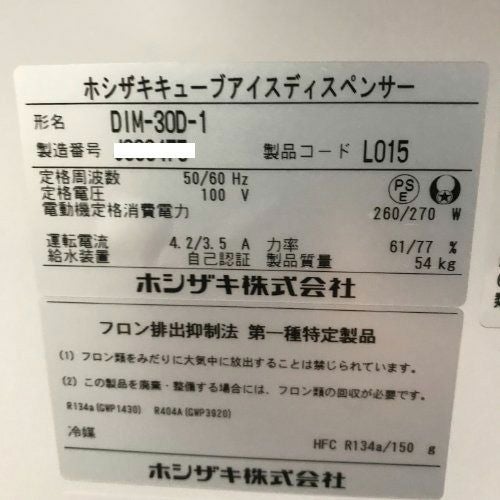 ホシザキキューブアイスディスペンサー
形名 DIM-30D-1
製造番号 製品コード L015
定格周波数 50/60 Hz
定格電圧 100 V
PS E
電動機定格消費電力 260/270 W
運転電流 4.2/3.5 A 力率 61/77 %
給水装置 自己認証 製品質量 54 kg
ホシザキ株式会社
フロン排出抑制法 第一種特定製品
(1) フロン類をみだりに大気中に放出することは禁じられています。
(2) この製品を廃棄・整備する場合には、フロン類の回収が必要です。
R134a(GWP1430) R404A(GWP3920)
冷媒 HFC R134a/150 g
ホシザキ株式会社